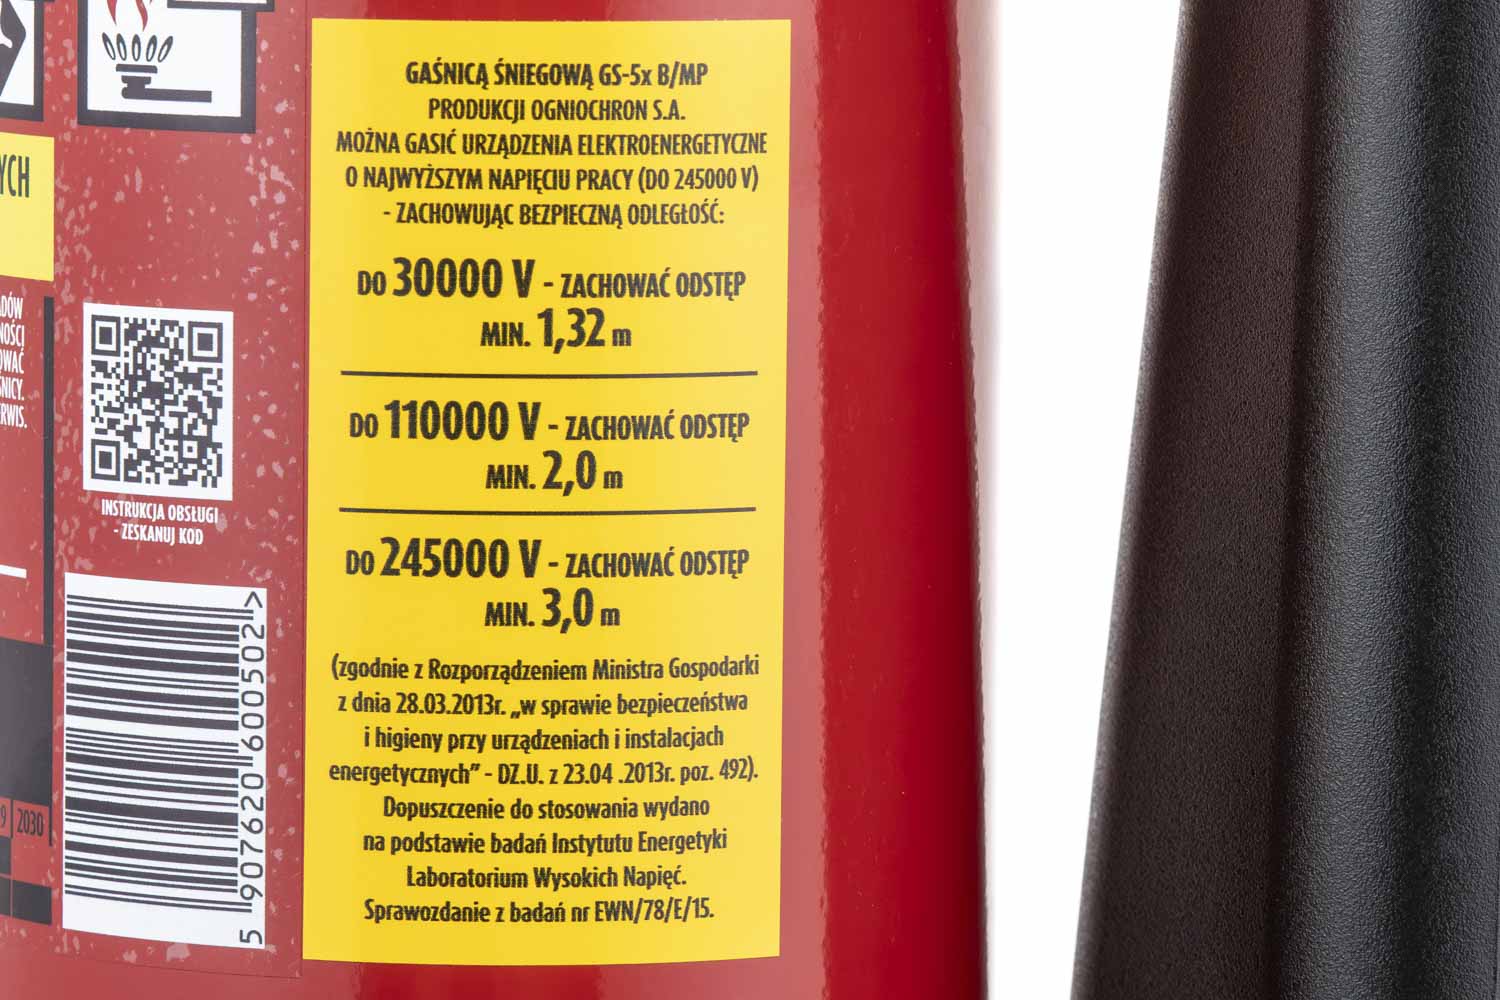 GAŚNICĄ ŚNIEGOWĄ GS-5x B/MP
PRODUKCJI OGNIOCHRON S.A.
MOŻNA GASIĆ URZĄDZENIA ELEKTROENERGETYCZNE
O NAJWYŻSZYM NAPIĘCIU PRACY (DO 245000 V)
- ZACHOWUJĄC BEZPIECZNĄ ODLEGŁOŚĆ:
DO 30000 V - ZACHOWAĆ ODSTĘP
MIN. 1,32 m
DO 110000 V - ZACHOWAĆ ODSTĘP
MIN. 2,0 m
DO 245000 V - ZACHOWAĆ ODSTĘP
MIN. 3,0 m
(zgodnie z Rozporządzeniem Ministra Gospodarki
z dnia 28.03.2013r. „w sprawie bezpieczeństwa
i higieny przy urządzeniach i instalacjach
energetycznych” - DZ.U. z 23.04 .2013r. poz. 492).
Dopuszczenie do stosowania wydano
na podstawie badań Instytutu Energetyki
Laboratorium Wysokich Napięć.
Sprawozdanie z badań nr EWN/78/E/15.
INSTRUKCJA OBSŁUGI
- ZESKANUJ KOD
5 907620 600502 >
YCH
NOŚCI
RWIS.
9 2030